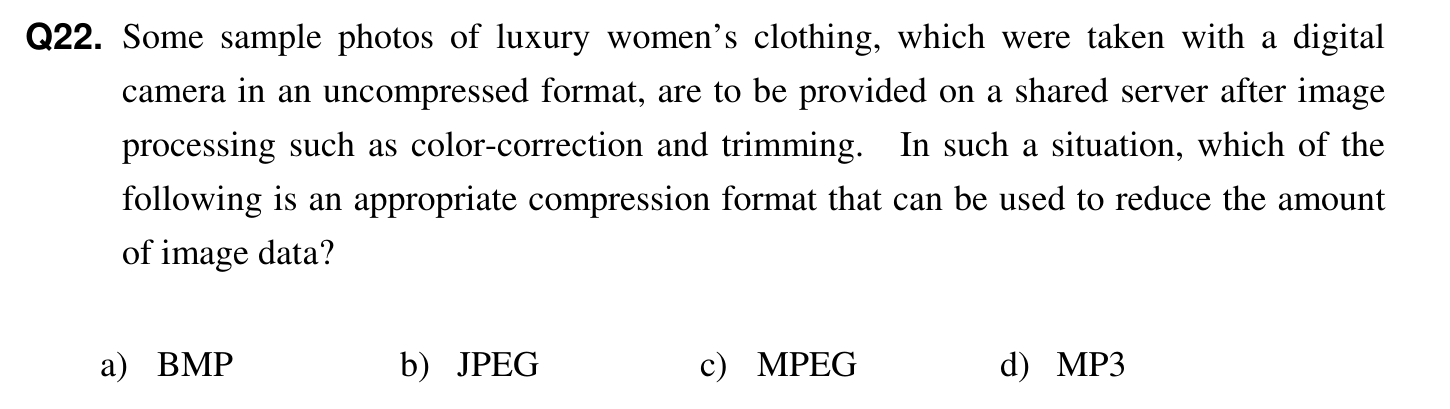 Q22. Some sample photos of luxury women’s clothing, which were taken with a digital
camera in an uncompressed format, are to be provided on a shared server after image
processing such as color-correction and trimming. In such a situation, which of the
following is an appropriate compression format that can be used to reduce the amount
of image data?
a) BMP b) JPEG c) MPEG d) MP3